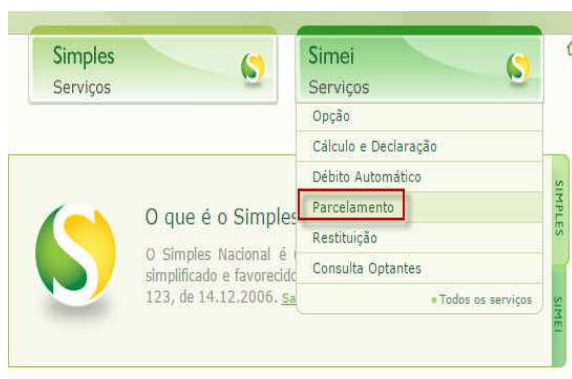 Simples
Serviços
Simei
Serviços
Opção
Cálculo e Declaração
Débito Automático
Parcelamento
Restituição
Consulta Optantes
Todos os serviços
O que é o Simples
O Simples Nacional é
simplificado e favorecido
123, de 14.12.2006. Sa
SIMPLES
SIMEI